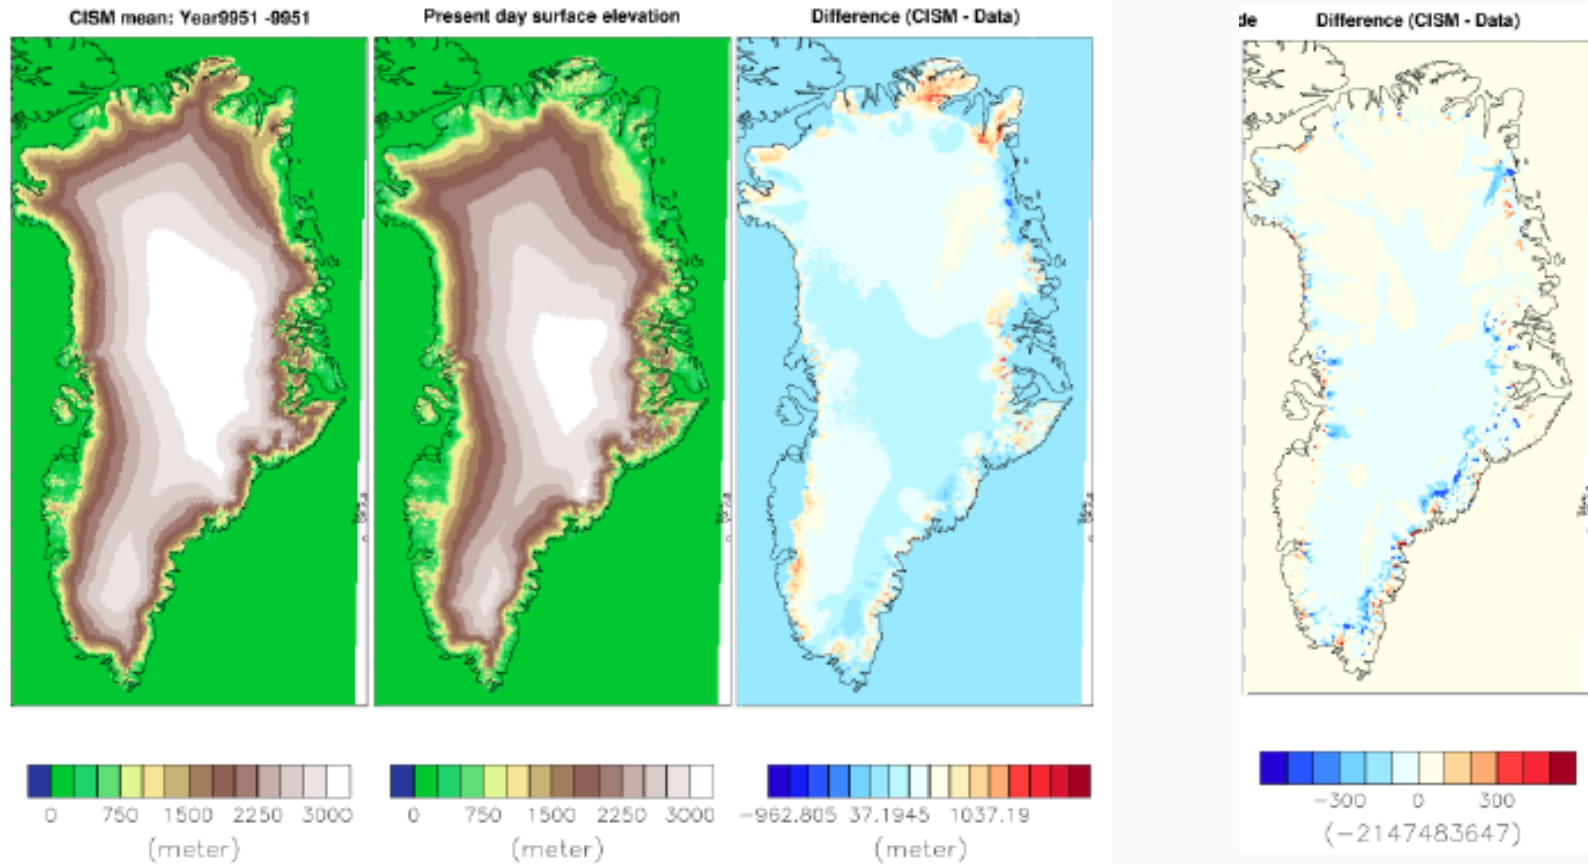 CISM mean: Year9951 -9951
Present day surface elevation
Difference (CISM - Data)
de
Difference (CISM - Data)
0 750 1500 2250 3000
(meter)
0 750 1500 2250 3000
(meter)
-962.805 37.1945 1037.19
(meter)
-300 0 300
(-2147483647)